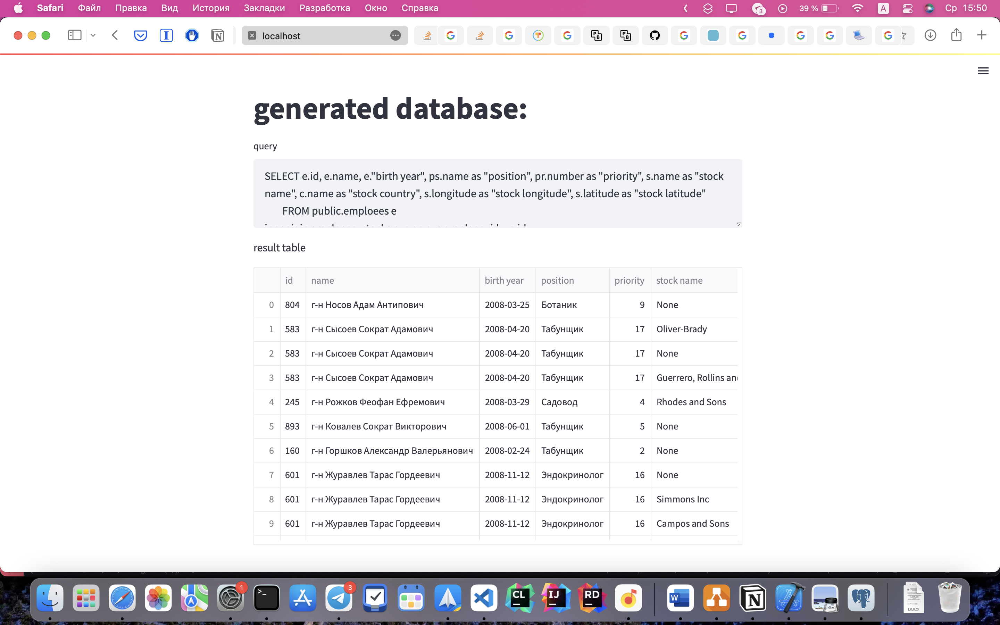 Safari Файл Правка Вид История Закладки Разработка Окно Справка 3 39 % A Ср 15:50
localhost
generated database:
query
SELECT e.id, e.name, e."birth year", ps.name as "position", pr.number as "priority", s.name as "stock
name", c.name as "stock country", s.longitude as "stock longitude", s.latitude as "stock latitude"
FROM public.emploees e
result table
id name birth year position priority stock name
0 804 г-н Носов Адам Антипович 2008-03-25 Ботаник 9 None
1 583 г-н Сысоев Сократ Адамович 2008-04-20 Табунщик 17 Oliver-Brady
2 583 г-н Сысоев Сократ Адамович 2008-04-20 Табунщик 17 None
3 583 г-н Сысоев Сократ Адамович 2008-04-20 Табунщик 17 Guerrero, Rollins and
4 245 г-н Рожков Феофан Ефремович 2008-03-29 Садовод 4 Rhodes and Sons
5 893 г-н Ковалев Сократ Викторович 2008-06-01 Табунщик 5 None
6 160 г-н Горшков Александр Валерьянович 2008-02-24 Табунщик 2 None
7 601 г-н Журавлев Тарас Гордеевич 2008-11-12 Эндокринолог 16 None
8 601 г-н Журавлев Тарас Гордеевич 2008-11-12 Эндокринолог 16 Simmons Inc
9 601 г-н Журавлев Тарас Гордеевич 2008-11-12 Эндокринолог 16 Campos and Sons
1 3 CL IJ RD W DOCX